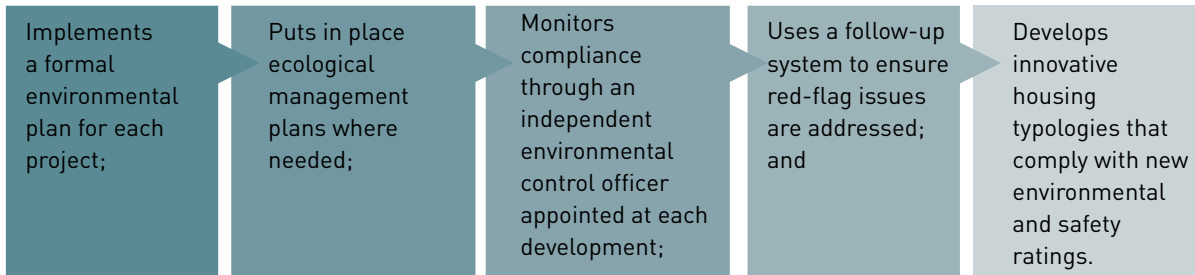 Implements
a formal
environmental
plan for each
project;
Puts in place
ecological
management
plans where
needed;
Monitors
compliance
through an
independent
environmental
control officer
appointed at each
development;
Uses a follow-up
system to ensure
red-flag issues
are addressed;
and
Develops
innovative
housing
typologies that
comply with new
environmental
and safety
ratings.